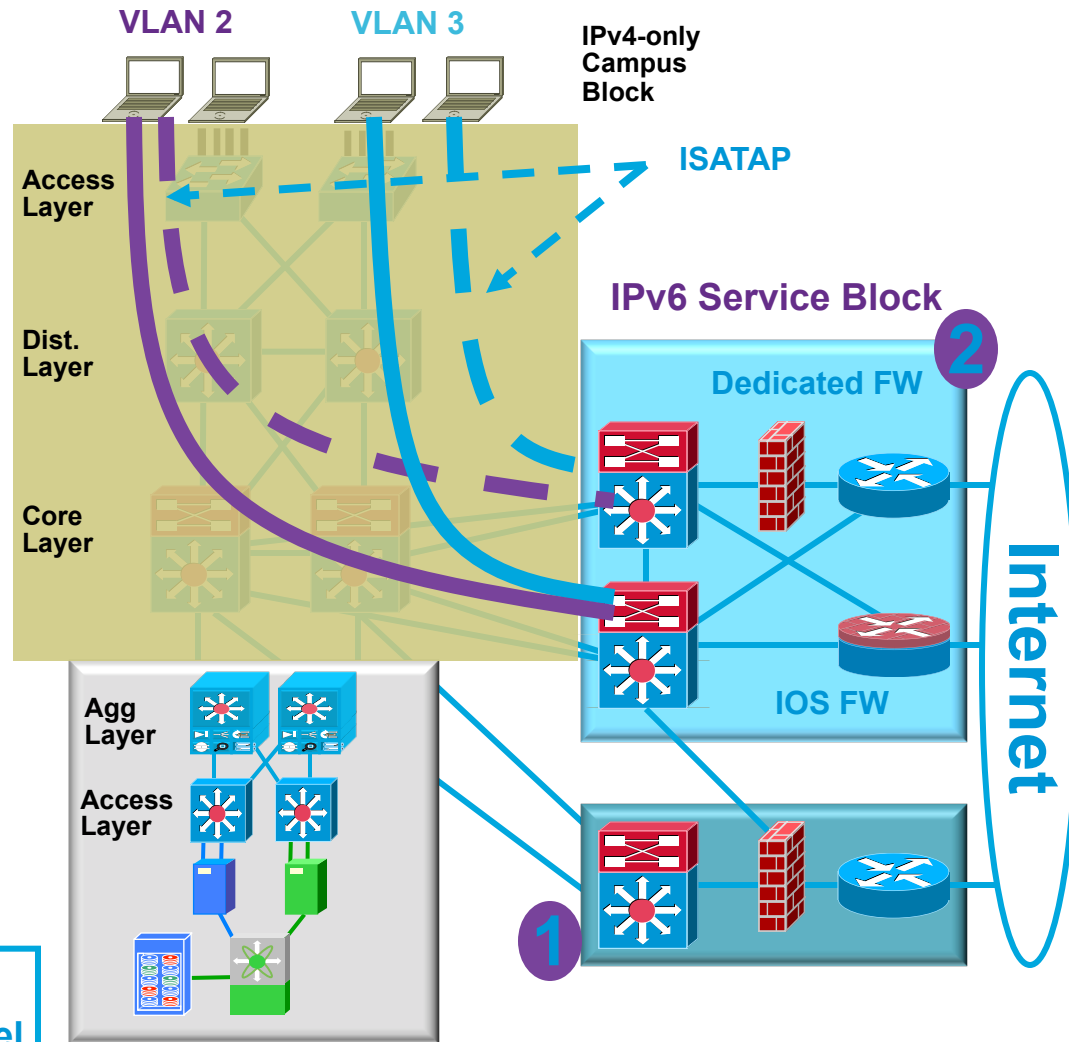 VLAN 2
VLAN 3
IPv4-only
Campus
Block
Access
Layer
ISATAP
IPv6 Service Block
2
Dist.
Layer
Dedicated FW
Core
Layer
Internet
IOS FW
Agg
Layer
Access
Layer
1